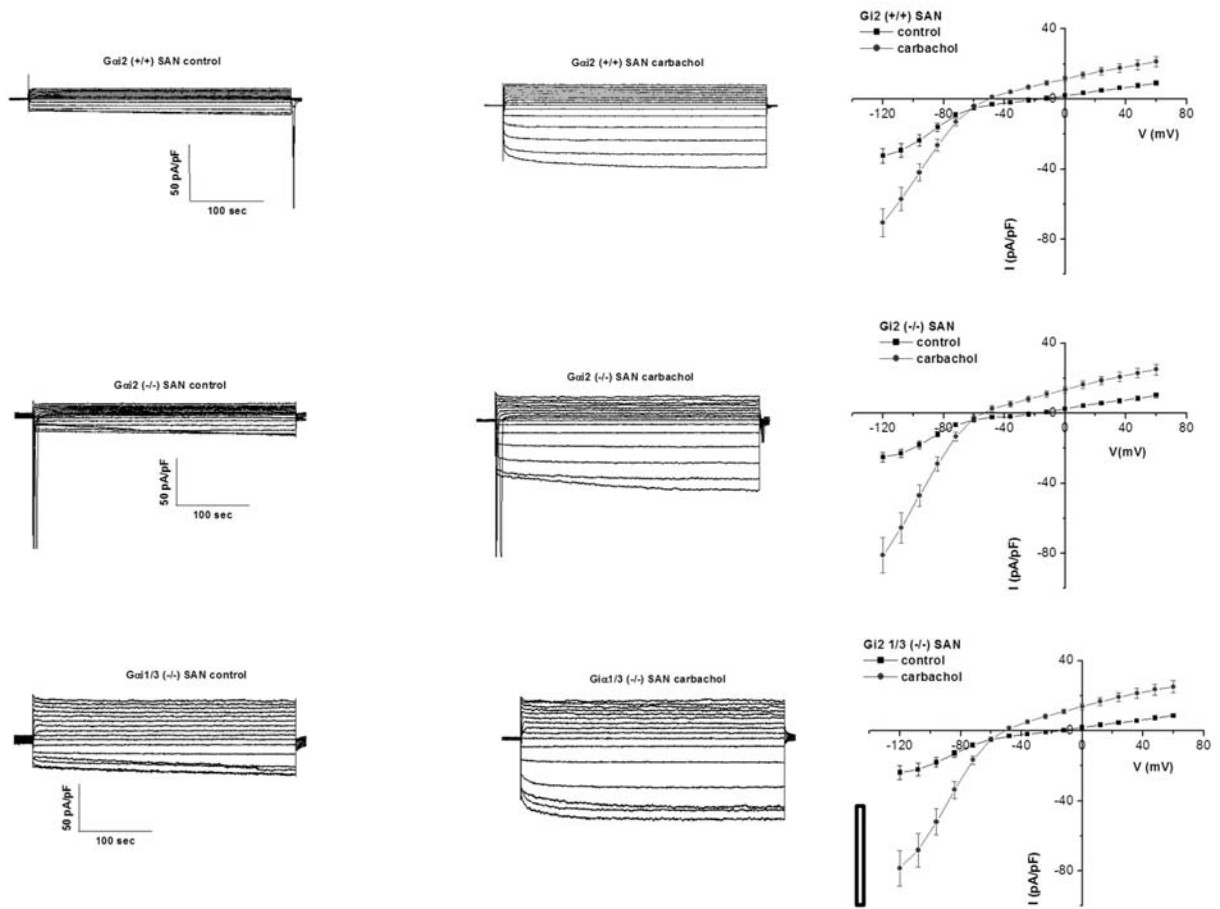 Gαi2 (+/+) SAN control
50 pA/pF
100 sec
Gαi2 (+/+) SAN carbachol
Gi2 (+/+) SAN
control
carbachol
40
-120 -80 -40 0 40 80
V (mV)
-40
-80
I (pA/pF)
Gαi2 (-/-) SAN control
50 pA/pF
100 sec
Gαi2 (-/-) SAN carbachol
Gi2 (-/-) SAN
control
carbachol
40
-120 -80 -40 0 40 80
V(mV)
-40
-80
I (pA/pF)
Gαi1/3 (-/-) SAN control
50 pA/pF
100 sec
Giα1/3 (-/-) SAN carbachol
Gi2 1/3 (-/-) SAN
control
carbachol
40
-120 -80 -40 0 40 80
V (mV)
-40
-80
I (pA/pF)